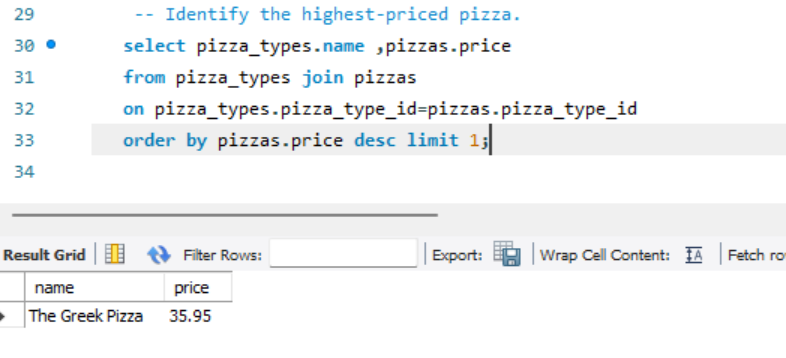 29 -- Identify the highest-priced pizza.
30 select pizza_types.name ,pizzas.price
31 from pizza_types join pizzas
32 on pizza_types.pizza_type_id=pizzas.pizza_type_id
33 order by pizzas.price desc limit 1;
34
Result Grid Filter Rows: Export: Wrap Cell Content: Fetch
name price
The Greek Pizza 35.95